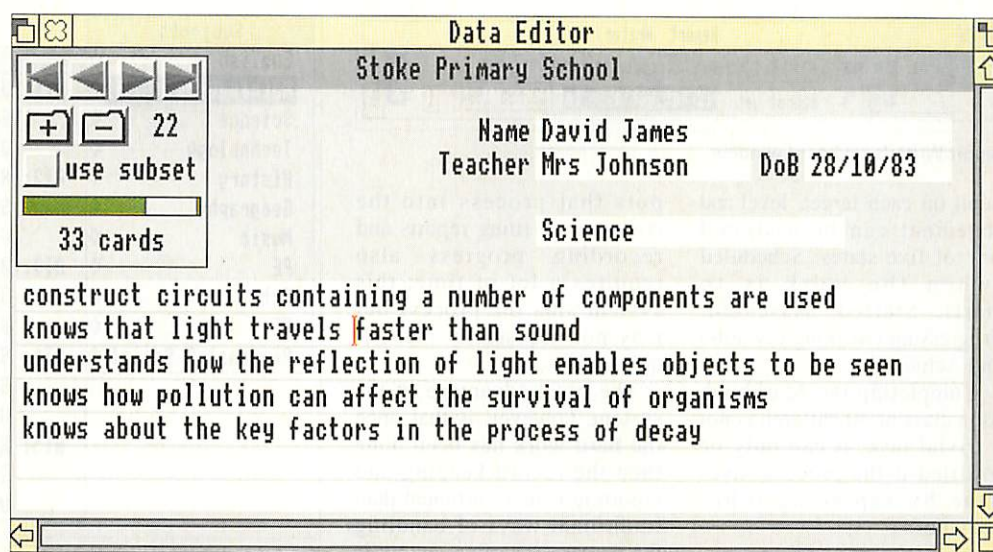 Data Editor
Stoke Primary School
22
Name David James
use subset
Teacher Mrs Johnson DoB 28/10/83
33 cards
Science
construct circuits containing a number of components are used
knows that light travels faster than sound
understands how the reflection of light enables objects to be seen
knows how pollution can affect the survival of organisms
knows about the key factors in the process of decay